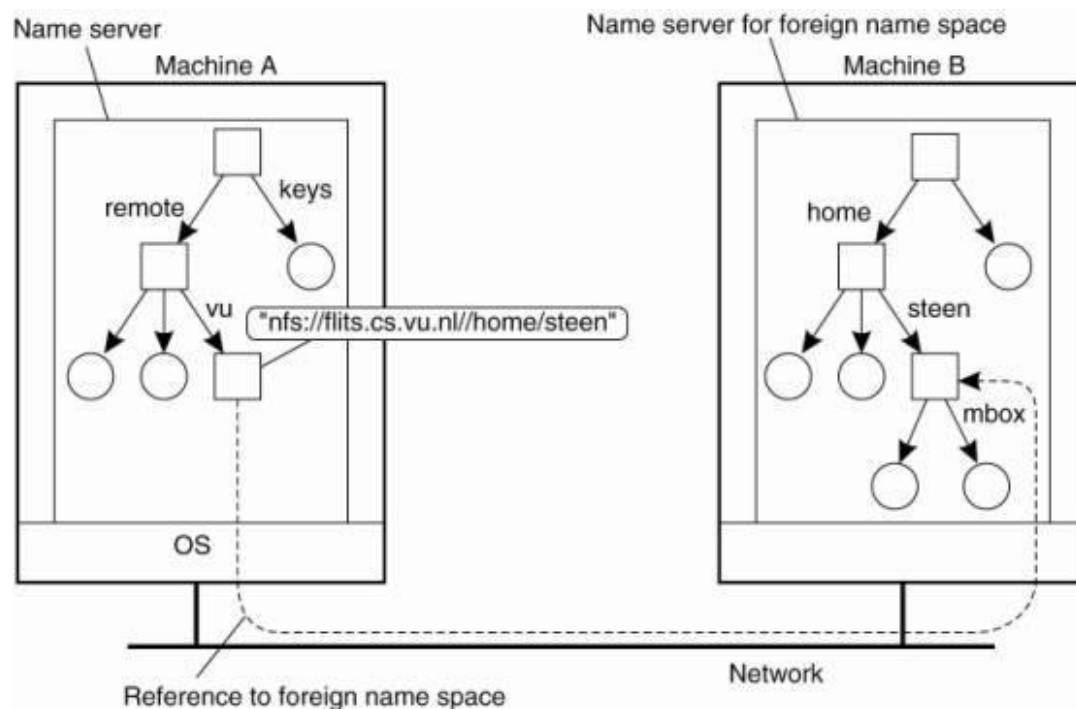 Name server
Name server for foreign name space
Machine A
Machine B
keys
remote
home
vu
steen
"nfs://flits.cs.vu.nl//home/steen"
mbox
OS
Network
Reference to foreign name space